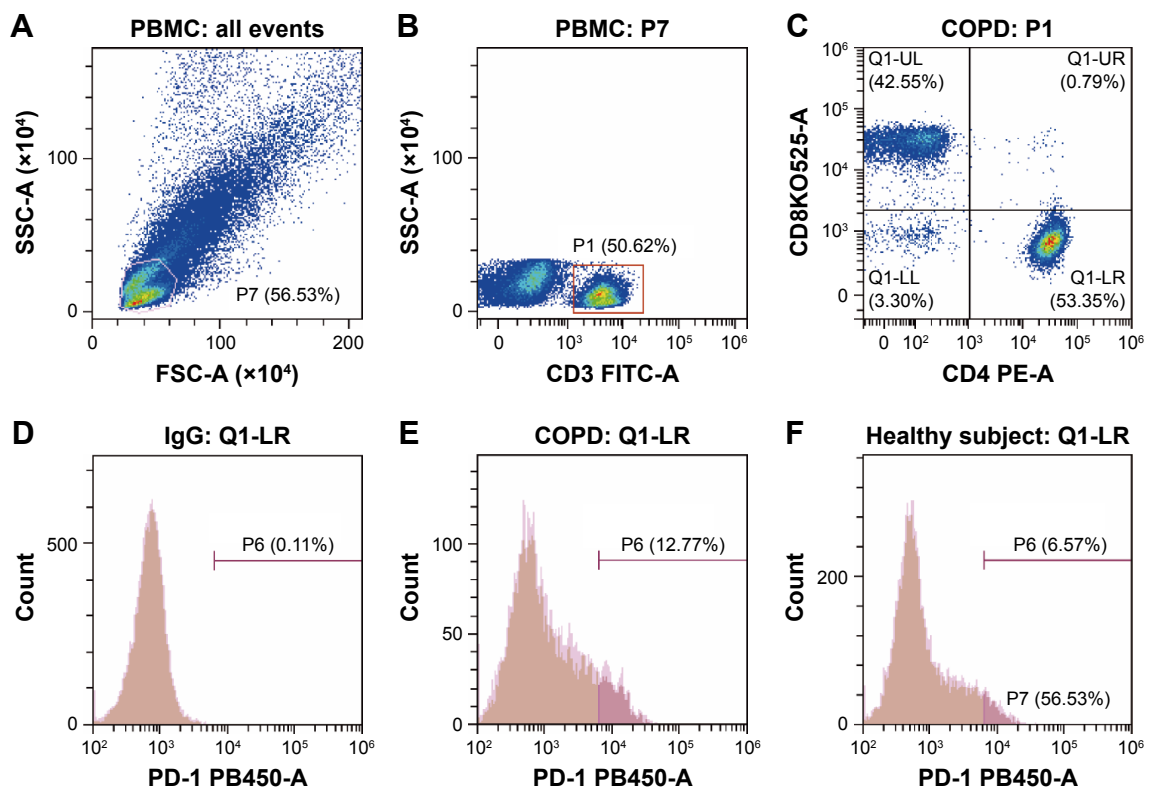 A
PBMC: all events
SSC-A (×10⁴)
100
0
P7 (56.53%)
0
100
200
FSC-A (×10⁴)
B
PBMC: P7
SSC-A (×10⁴)
100
0
P1 (50.62%)
0
10³
10⁴
10⁵
10⁶
CD3 FITC-A
C
COPD: P1
CD8KO525-A
10⁶
10⁵
10⁴
10³
0
Q1-UL
(42.55%)
Q1-UR
(0.79%)
Q1-LL
(3.30%)
Q1-LR
(53.35%)
0
10²
10³
10⁴
10⁵
10⁶
CD4 PE-A
D
IgG: Q1-LR
Count
500
0
P6 (0.11%)
10²
10³
10⁴
10⁵
10⁶
PD-1 PB450-A
E
COPD: Q1-LR
Count
100
50
0
P6 (12.77%)
10²
10³
10⁴
10⁵
10⁶
PD-1 PB450-A
F
Healthy subject: Q1-LR
Count
200
0
P6 (6.57%)
P7 (56.53%)
10²
10³
10⁴
10⁵
10⁶
PD-1 PB450-A